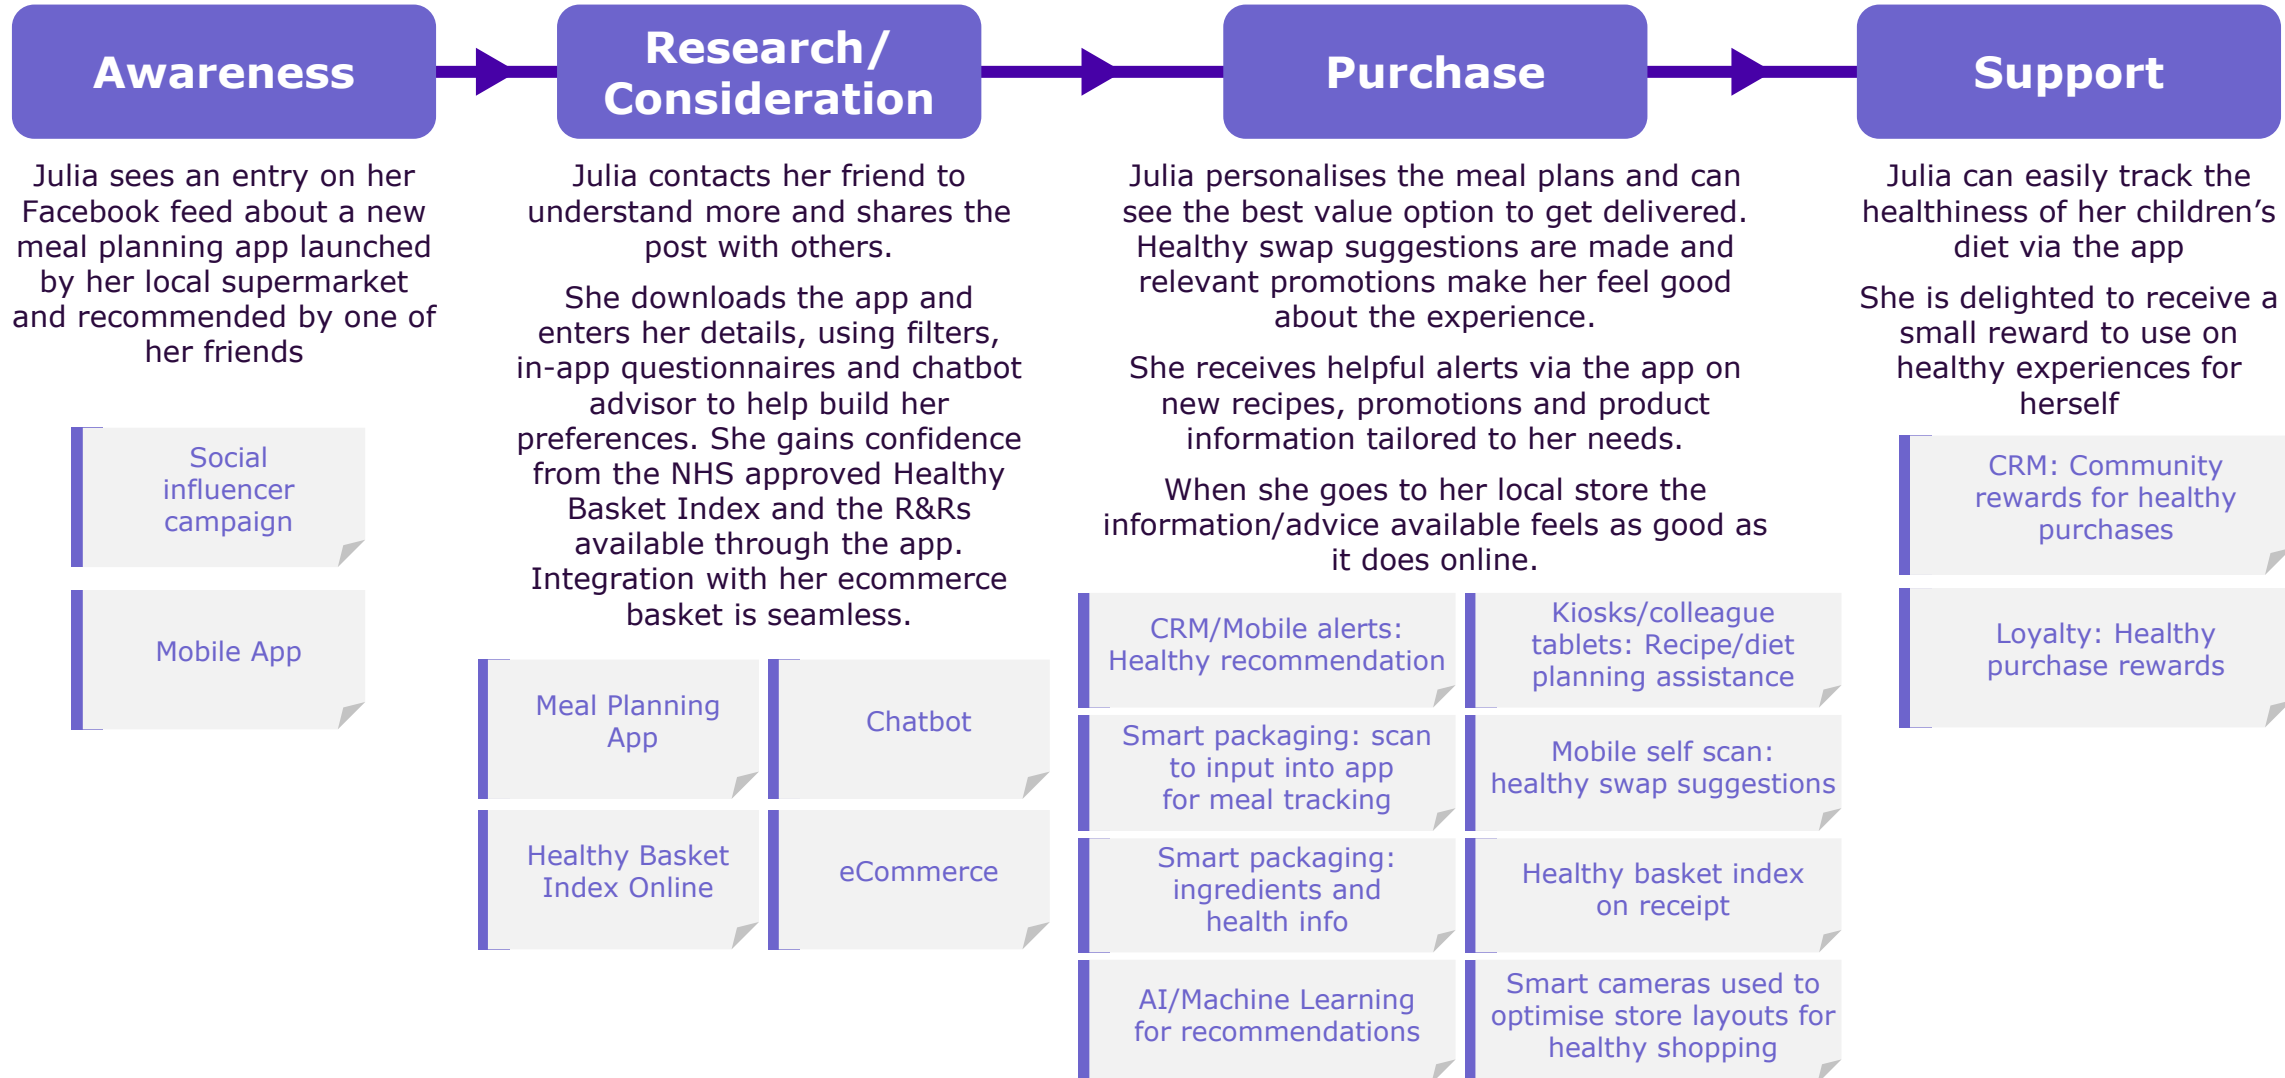 Awareness
Research/
Consideration
Purchase
Support
Julia sees an entry on her
Facebook feed about a new
meal planning app launched
by her local supermarket
and recommended by one of
her friends
Social
influencer
campaign
Mobile App
Julia contacts her friend to
understand more and shares the
post with others.
She downloads the app and
enters her details, using filters,
in-app questionnaires and chatbot
advisor to help build her
preferences. She gains confidence
from the NHS approved Healthy
Basket Index and the R&Rs
available through the app.
Integration with her ecommerce
basket is seamless.
Meal Planning
App
Chatbot
Healthy Basket
Index Online
eCommerce
Julia personalises the meal plans and can
see the best value option to get delivered.
Healthy swap suggestions are made and
relevant promotions make her feel good
about the experience.
She receives helpful alerts via the app on
new recipes, promotions and product
information tailored to her needs.
When she goes to her local store the
information/advice available feels as good as
it does online.
CRM/Mobile alerts:
Healthy recommendation
Kiosks/colleague
tablets: Recipe/diet
planning assistance
Smart packaging: scan
to input into app
for meal tracking
Mobile self scan:
healthy swap suggestions
Smart packaging:
ingredients and
health info
Healthy basket index
on receipt
AI/Machine Learning
for recommendations
Smart cameras used to
optimise store layouts for
healthy shopping
Julia can easily track the
healthiness of her children’s
diet via the app
She is delighted to receive a
small reward to use on
healthy experiences for
herself
CRM: Community
rewards for healthy
purchases
Loyalty: Healthy
purchase rewards